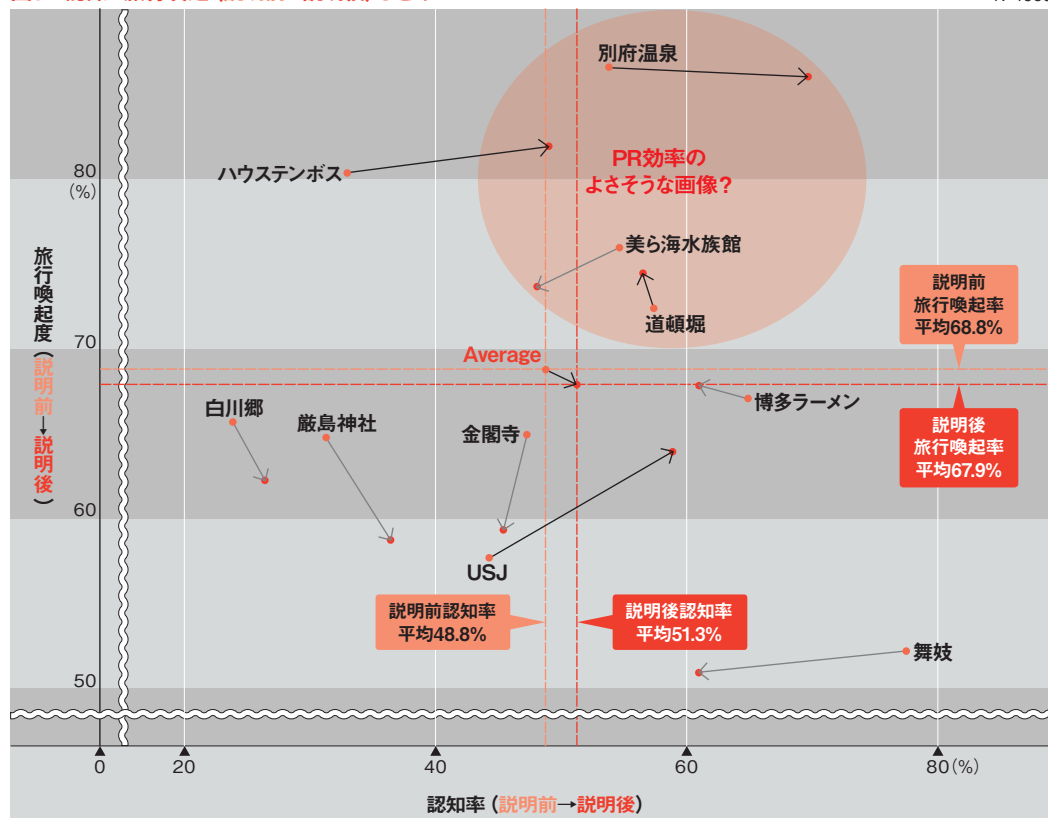 別府温泉
ハウステンボス
PR効率の
よさそうな画像？
美ら海水族館
道頓堀
80
(%)
旅行喚起度（説明前→説明後）
説明前
旅行喚起率
平均68.8%
70
Average
白川郷
厳島神社
金閣寺
博多ラーメン
説明後
旅行喚起率
平均67.9%
60
USJ
説明前認知率
平均48.8%
説明後認知率
平均51.3%
舞妓
50
0
20
40
60
80(%)
認知率（説明前→説明後）